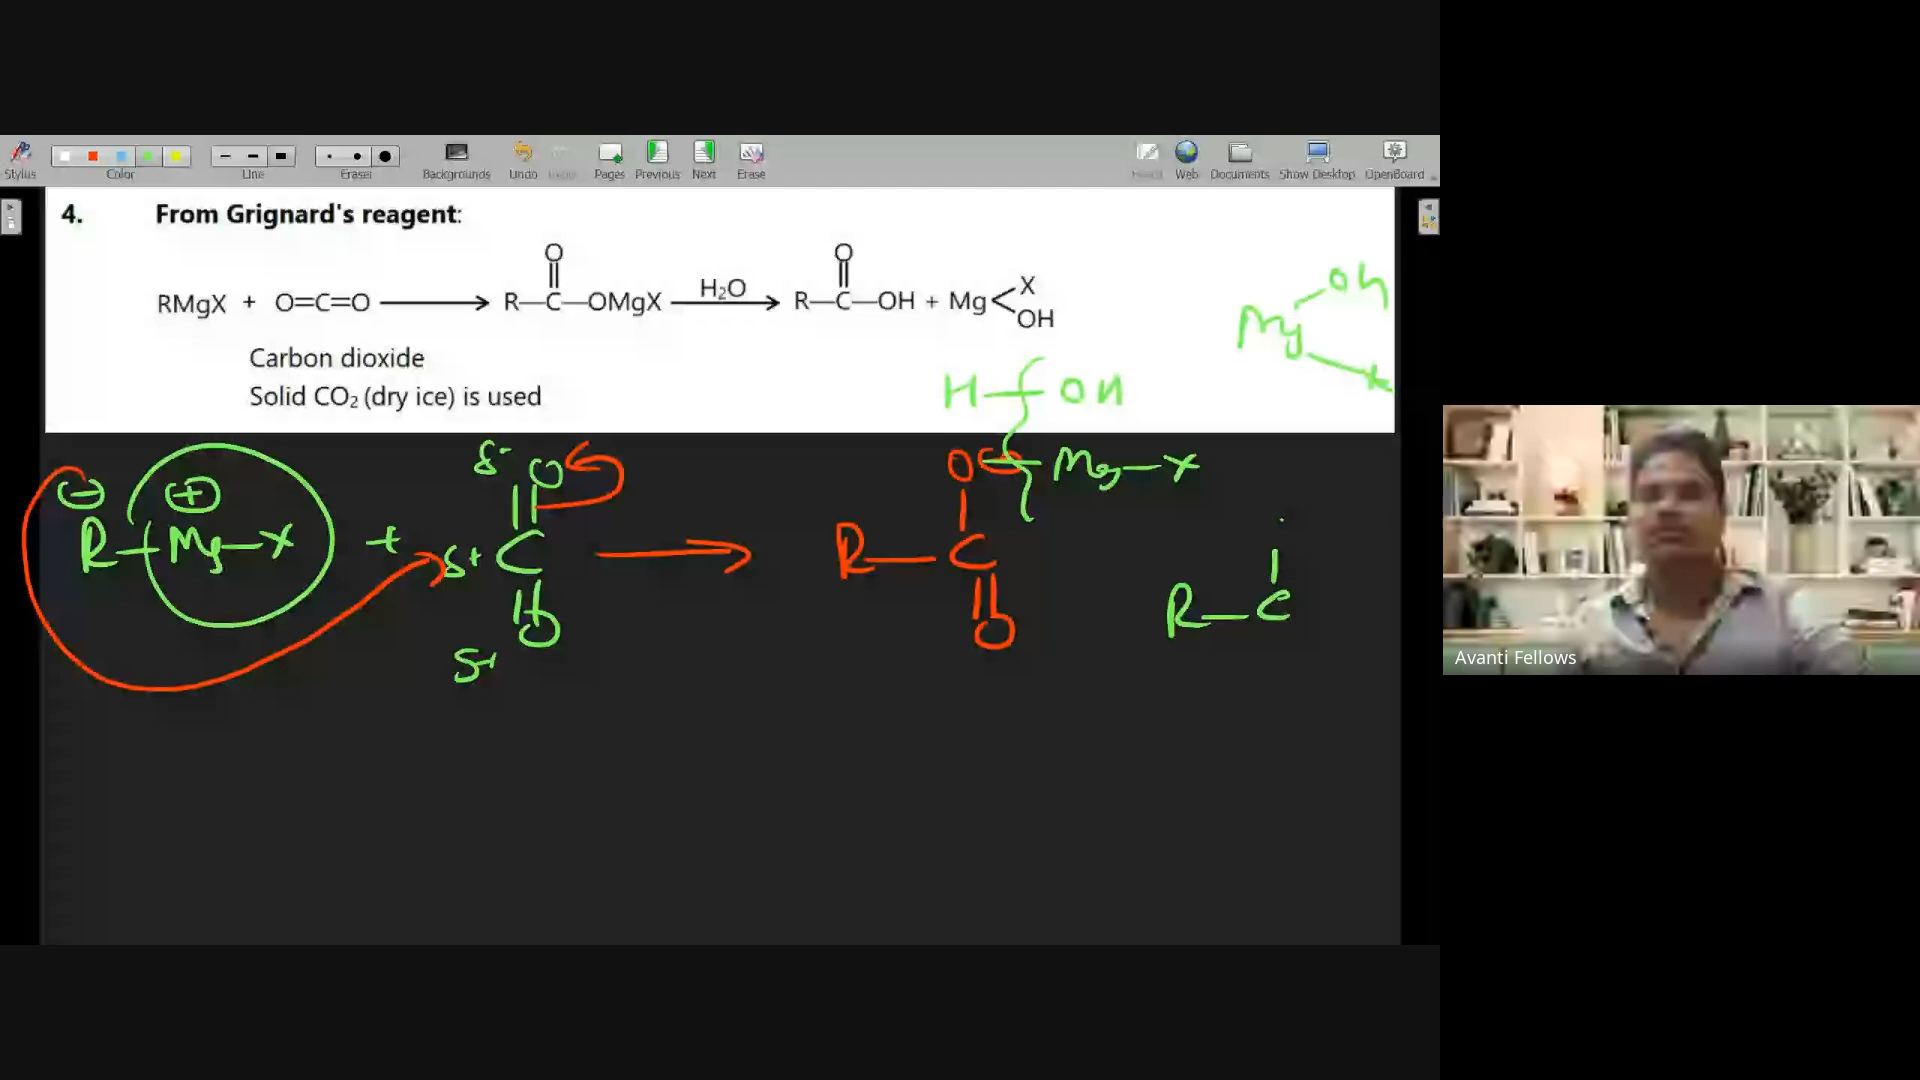 Stylus Color Line Eraser Backgrounds Undo Pages Previous Next Erase Web Documents Show Desktop OpenBoard
4. From Grignard's reagent:
O O
RMgX + O=C=O ⟶ R—C—OMgX H₂O ⟶ R—C—OH + Mg< X
OH
Carbon dioxide
Solid CO₂ (dry ice) is used
Mg OH X
H—OH
⊖ ⊕ δ- O O Mg—X
R—Mg—X + δ+ C ⟶ R—C
O O
R—C
δ+
Avanti Fellows